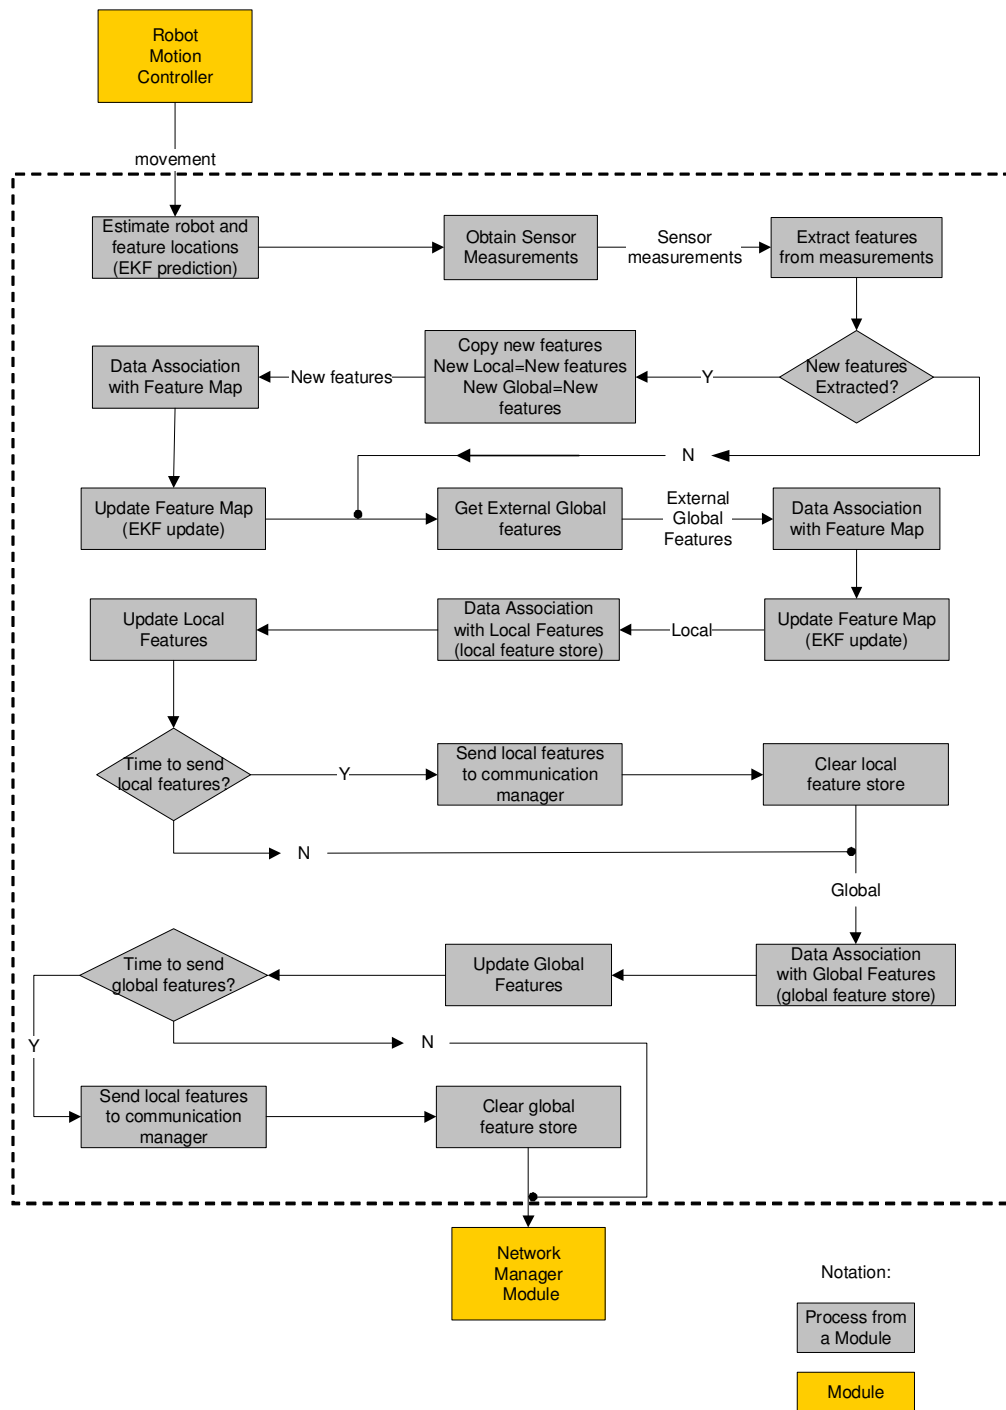 Robot
Motion
Controller
movement
Estimate robot and
feature locations
(EKF prediction)
Obtain Sensor
Measurements
Sensor
measurements
Extract features
from measurements
New features
Extracted?
Y
Copy new features
New Local=New features
New Global=New
features
New features
Data Association
with Feature Map
N
Update Feature Map
(EKF update)
Get External Global
features
External
Global
Features
Data Association
with Feature Map
Update Feature Map
(EKF update)
Local
Data Association
with Local Features
(local feature store)
Update Local
Features
Time to send
local features?
Y
Send local features
to communication
manager
Clear local
feature store
N
Global
Data Association
with Global Features
(global feature store)
Update Global
Features
Time to send
global features?
N
Y
Send local features
to communication
manager
Clear global
feature store
Network
Manager
Module
Notation:
Process from
a Module
Module